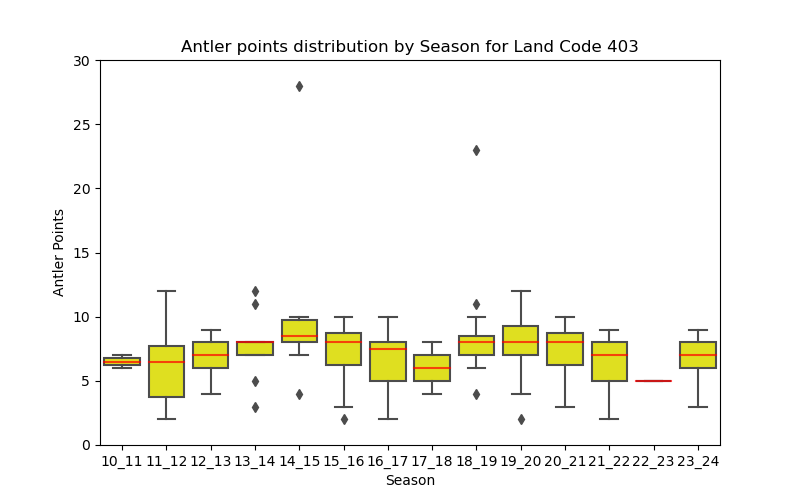 Antler points distribution by Season for Land Code 403
30
25
20
15
10
5
0
Antler Points
10_11 11_12 12_13 13_14 14_15 15_16 16_17 17_18 18_19 19_20 20_21 21_22 22_23 23_24
Season